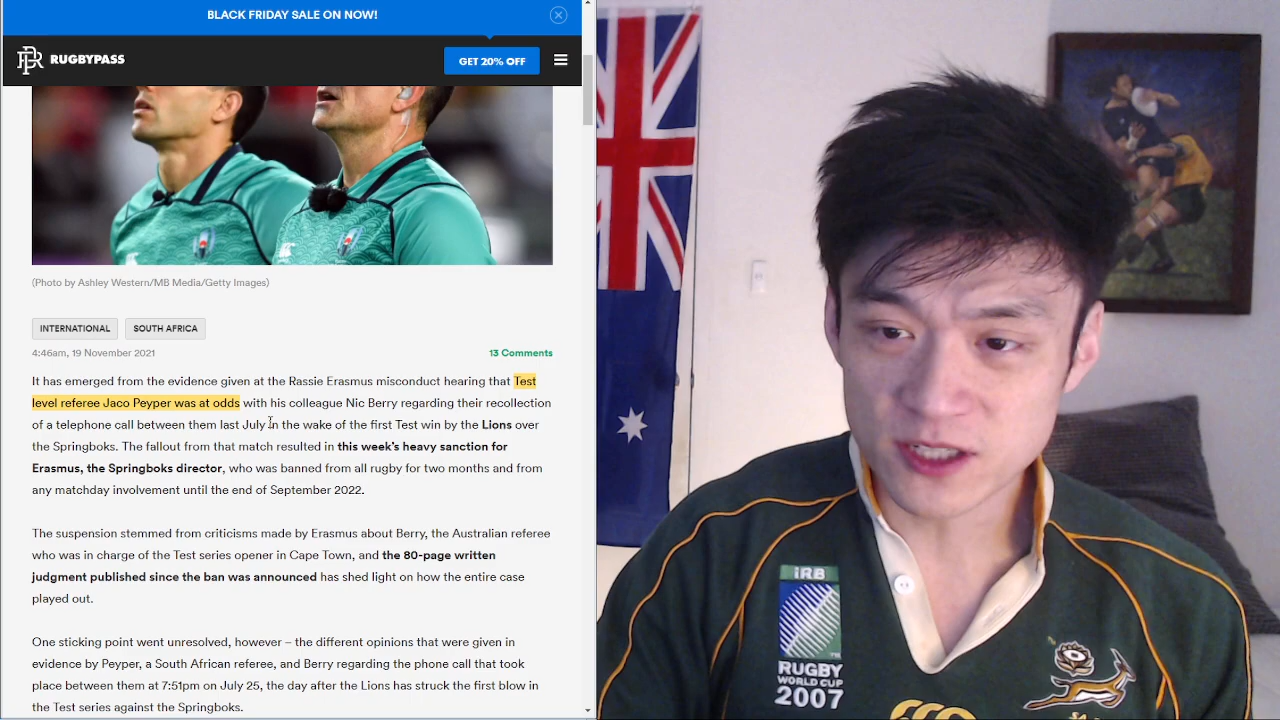 BLACK FRIDAY SALE ON NOW!
RUGBYPASS
GET 20% OFF
(Photo by Ashley Western/MB Media/Getty Images)
INTERNATIONAL
SOUTH AFRICA
4:46am, 19 November 2021
13 Comments
It has emerged from the evidence given at the Rassie Erasmus misconduct hearing that Test
level referee Jaco Peyper was at odds with his colleague Nic Berry regarding their recollection
of a telephone call between them last July in the wake of the first Test win by the Lions over
the Springboks. The fallout from that match resulted in this week's heavy sanction for
Erasmus, the Springboks director, who was banned from all rugby for two months and from
any matchday involvement until the end of September 2022.
The suspension stemmed from criticisms made by Erasmus about Berry, the Australian referee
who was in charge of the Test series opener in Cape Town, and the 80-page written
judgment published since the ban was announced has shed light on how the entire case
played out.
One sticking point went unresolved, however – the different opinions that were given in
evidence by Peyper, a South African referee, and Berry regarding the phone call that took
place between them at 7:51pm on July 25, the day after the Lions has struck the first blow in
the Test series against the Springboks.
iRB
RUGBY
WORLD CUP
2007